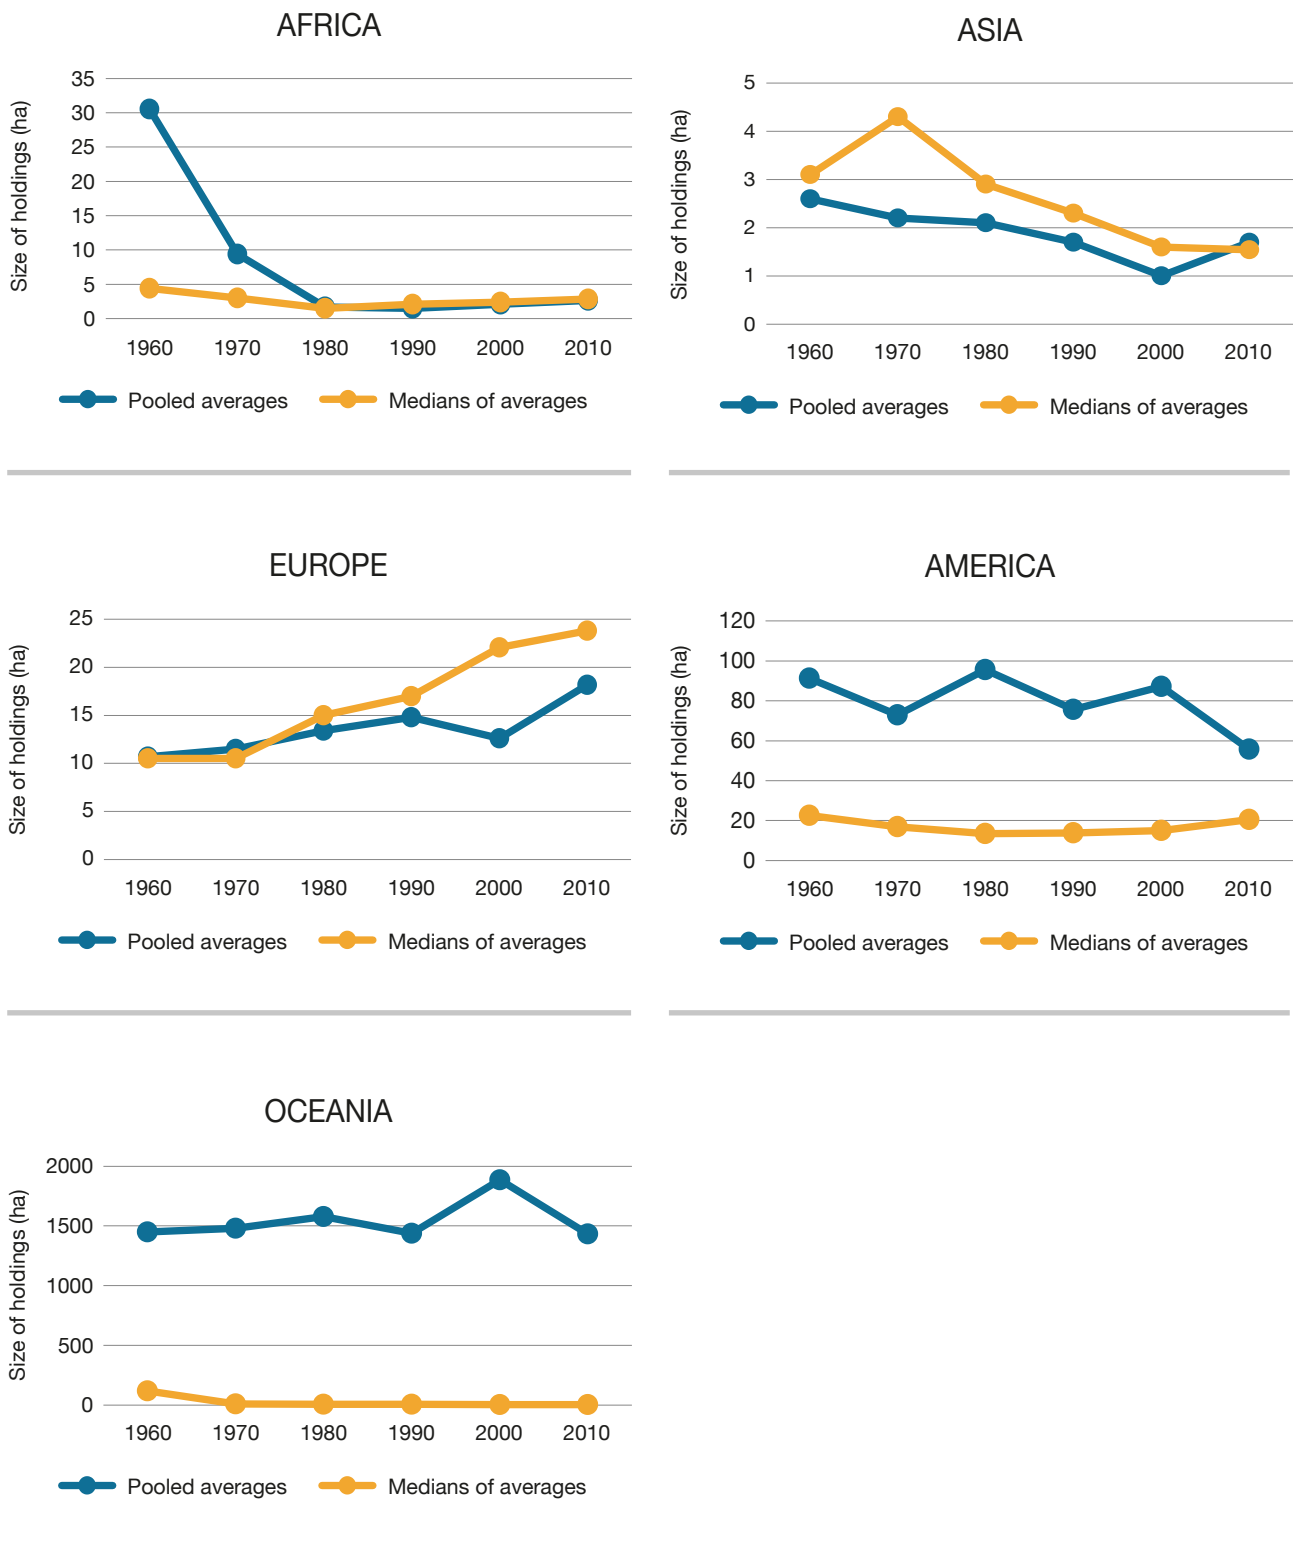 AFRICA
Size of holdings (ha)
35
30
25
20
15
10
5
0
1960 1970 1980 1990 2000 2010
Pooled averages Medians of averages
ASIA
Size of holdings (ha)
5
4
3
2
1
0
1960 1970 1980 1990 2000 2010
Pooled averages Medians of averages
EUROPE
Size of holdings (ha)
25
20
15
10
5
0
1960 1970 1980 1990 2000 2010
Pooled averages Medians of averages
AMERICA
Size of holdings (ha)
120
100
80
60
40
20
0
1960 1970 1980 1990 2000 2010
Pooled averages Medians of averages
OCEANIA
Size of holdings (ha)
2000
1500
1000
500
0
1960 1970 1980 1990 2000 2010
Pooled averages Medians of averages